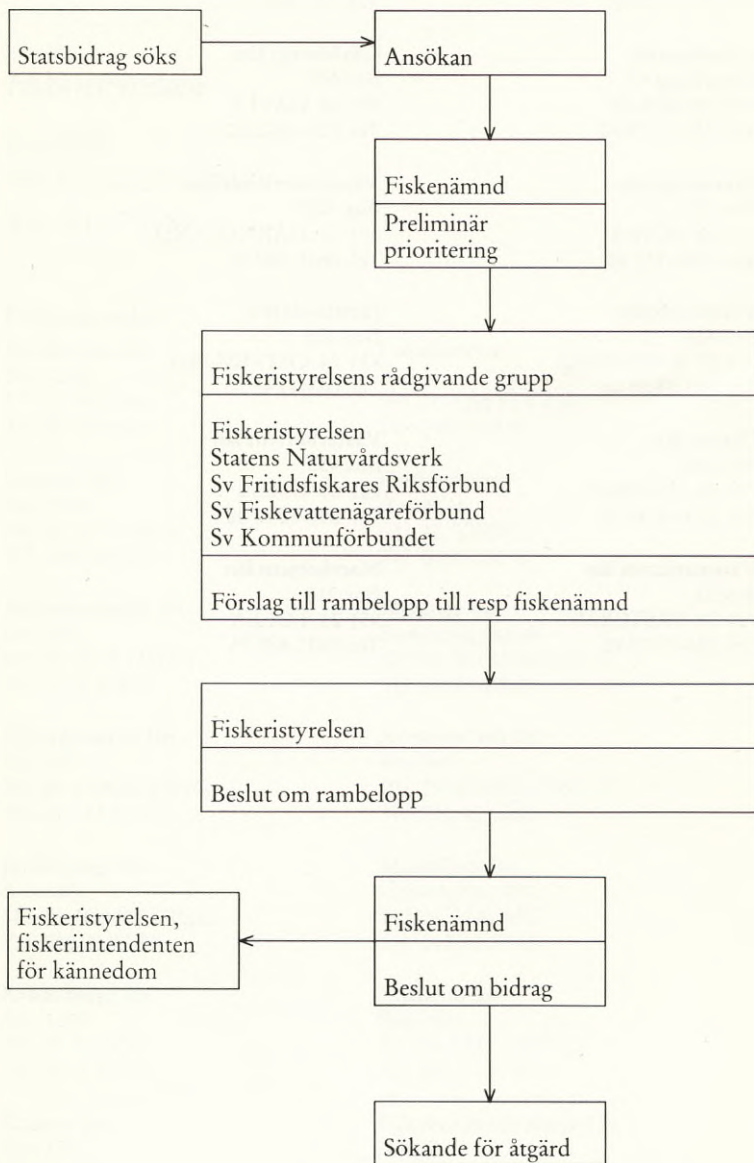 Statsbidrag söks
Ansökan
Fiskenämnd
Preliminär
prioritering
Fiskeristyrelsens rådgivande grupp
Fiskeristyrelsen
Statens Naturvårdsverk
Sv Fritidsfiskares Riksförbund
Sv Fiskevattenägareförbund
Sv Kommunförbundet
Förslag till rambelopp till resp fiskenämnd
Fiskeristyrelsen
Beslut om rambelopp
Fiskeristyrelsen,
fiskeriintendenten
för kännedom
Fiskenämnd
Beslut om bidrag
Sökande för åtgärd